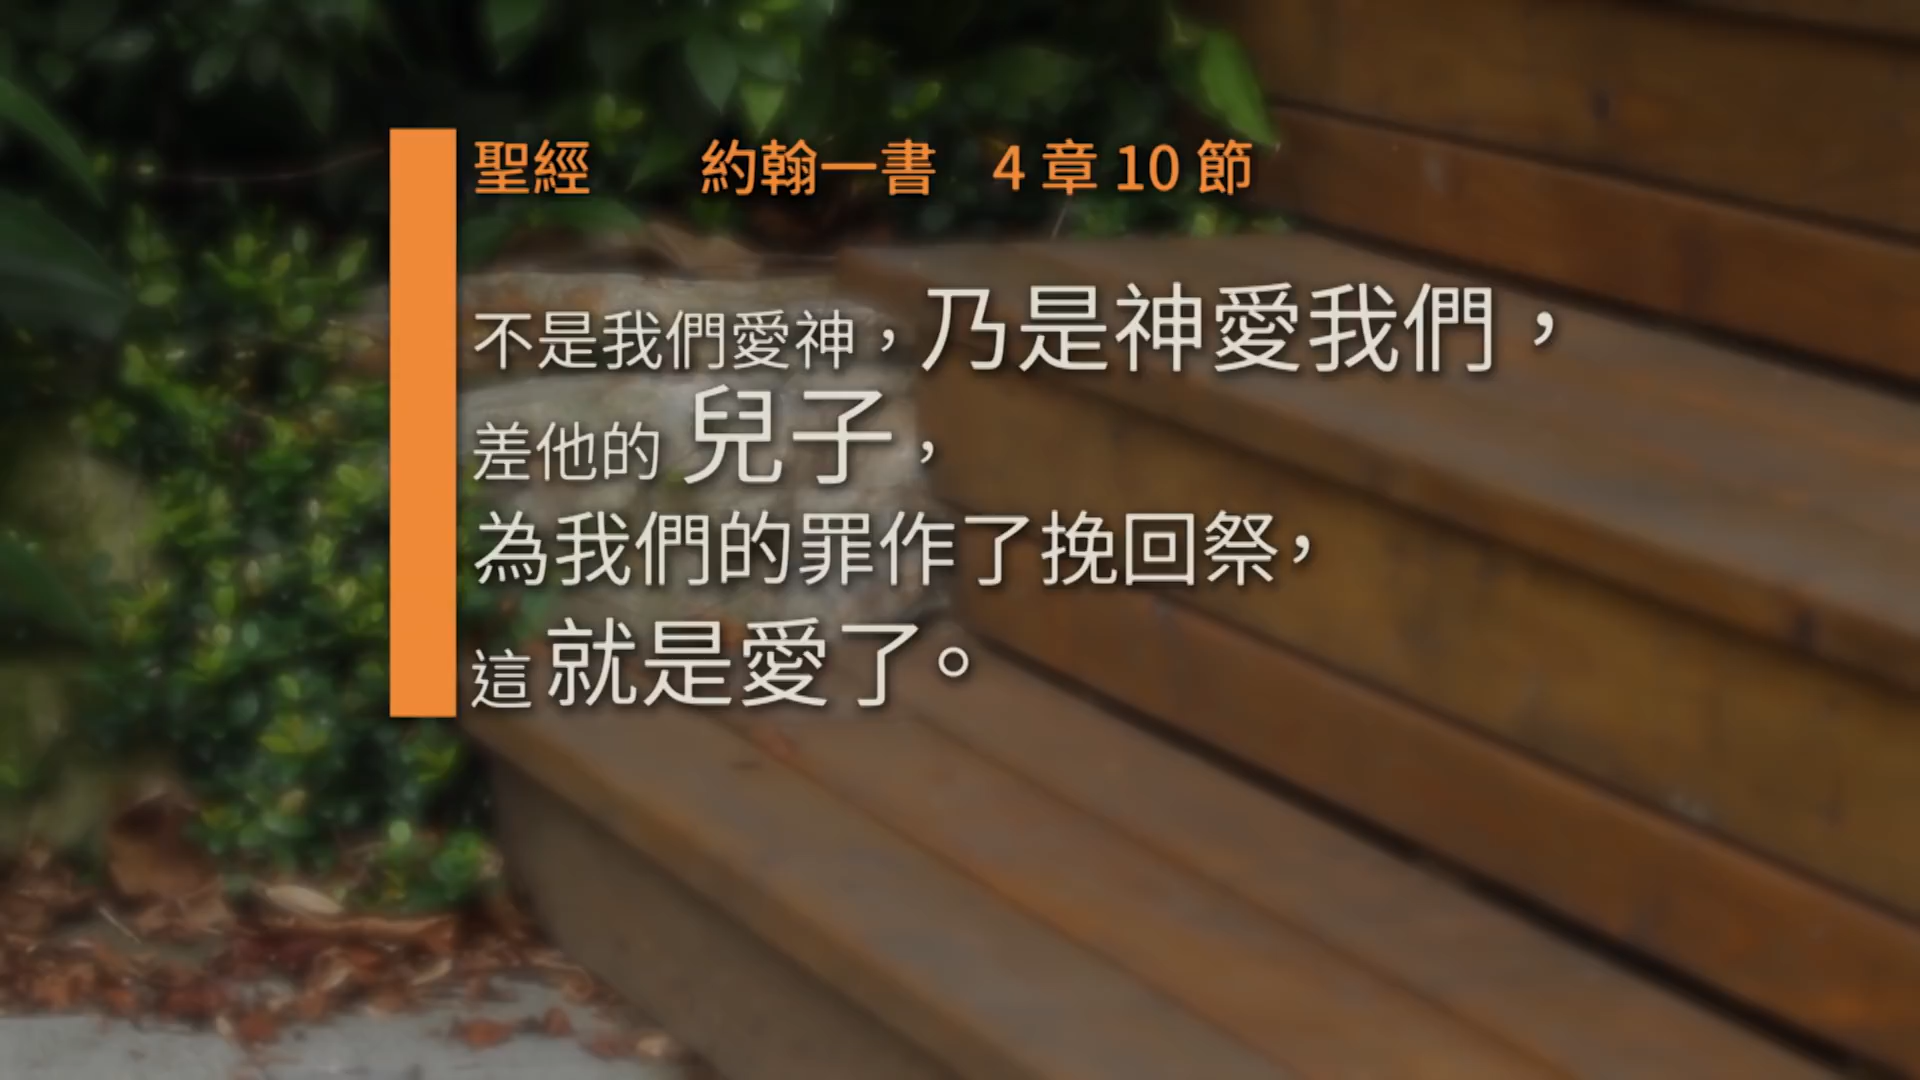 聖經　約翰一書　4 章 10 節
不是我們愛神，乃是神愛我們，
差他的 兒子，
為我們的罪作了挽回祭，
這 就是愛了。